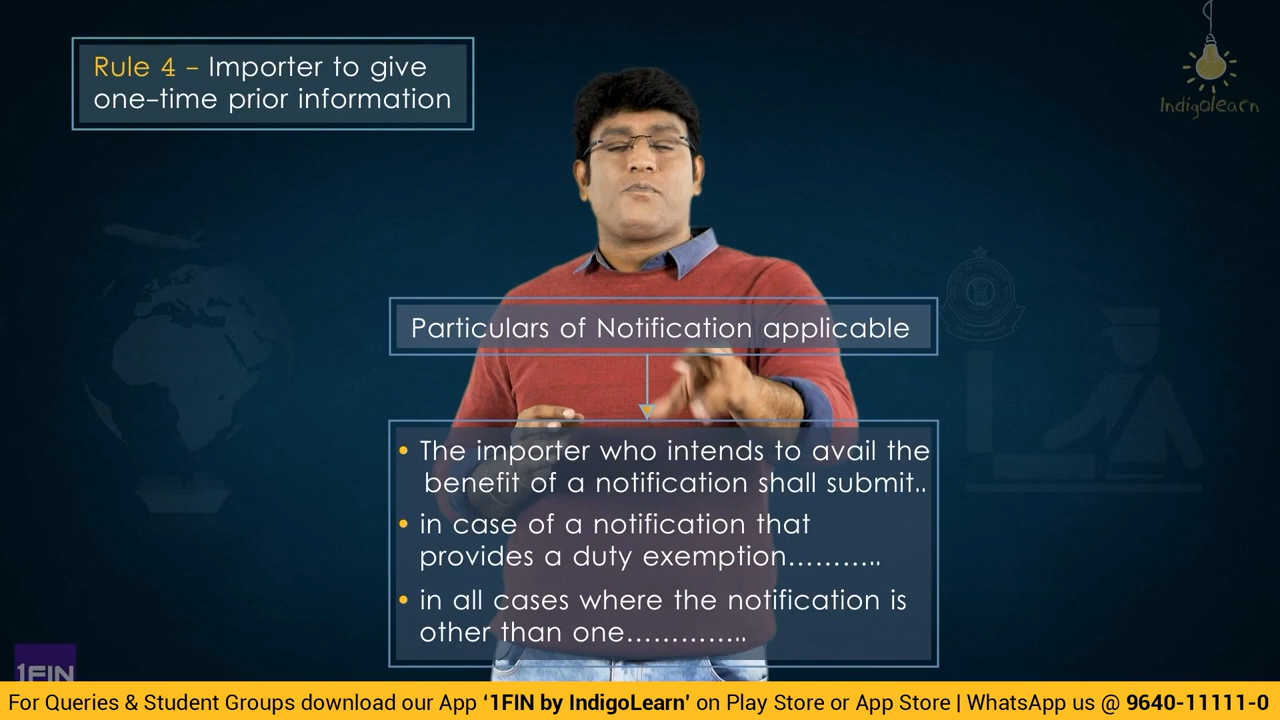 Rule 4 – Importer to give
one-time prior information
Indigolearn
Particulars of Notification applicable
• The importer who intends to avail the
benefit of a notification shall submit..
• in case of a notification that
provides a duty exemption………..
• in all cases where the notification is
other than one…………..
1FIN
For Queries & Student Groups download our App ‘1FIN by IndigoLearn’ on Play Store or App Store | WhatsApp us @ 9640-11111-0